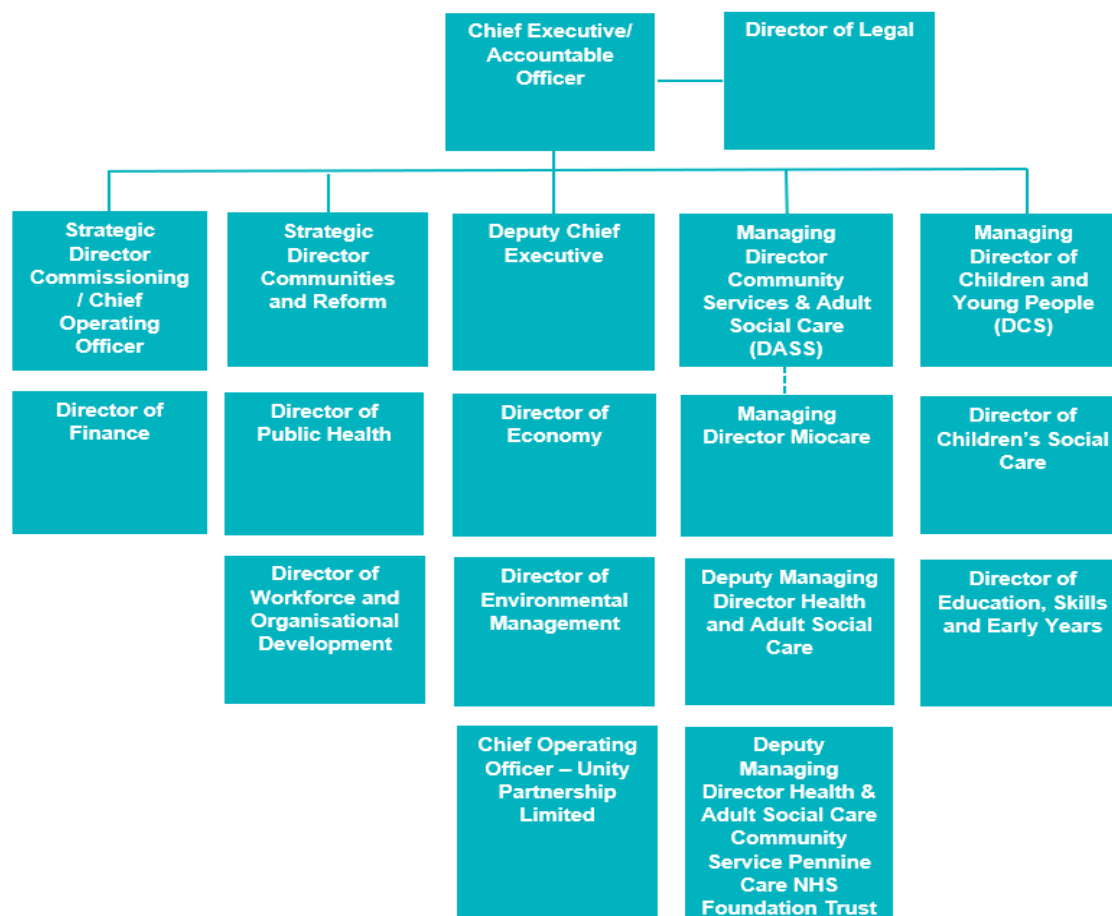 Chief Executive/
Accountable
Officer
Director of Legal
Strategic
Director
Commissioning
/ Chief
Operating
Officer
Strategic
Director
Communities
and Reform
Deputy Chief
Executive
Managing
Director
Community
Services & Adult
Social Care
(DASS)
Managing
Director of
Children and
Young People
(DCS)
Director of
Finance
Director of
Public Health
Director of
Economy
Managing
Director Miocare
Director of
Children’s Social
Care
Director of
Workforce and
Organisational
Development
Director of
Environmental
Management
Deputy Managing
Director Health
and Adult Social
Care
Director of
Education, Skills
and Early Years
Chief Operating
Officer – Unity
Partnership
Limited
Deputy
Managing
Director Health &
Adult Social Care
Community
Service Pennine
Care NHS
Foundation Trust